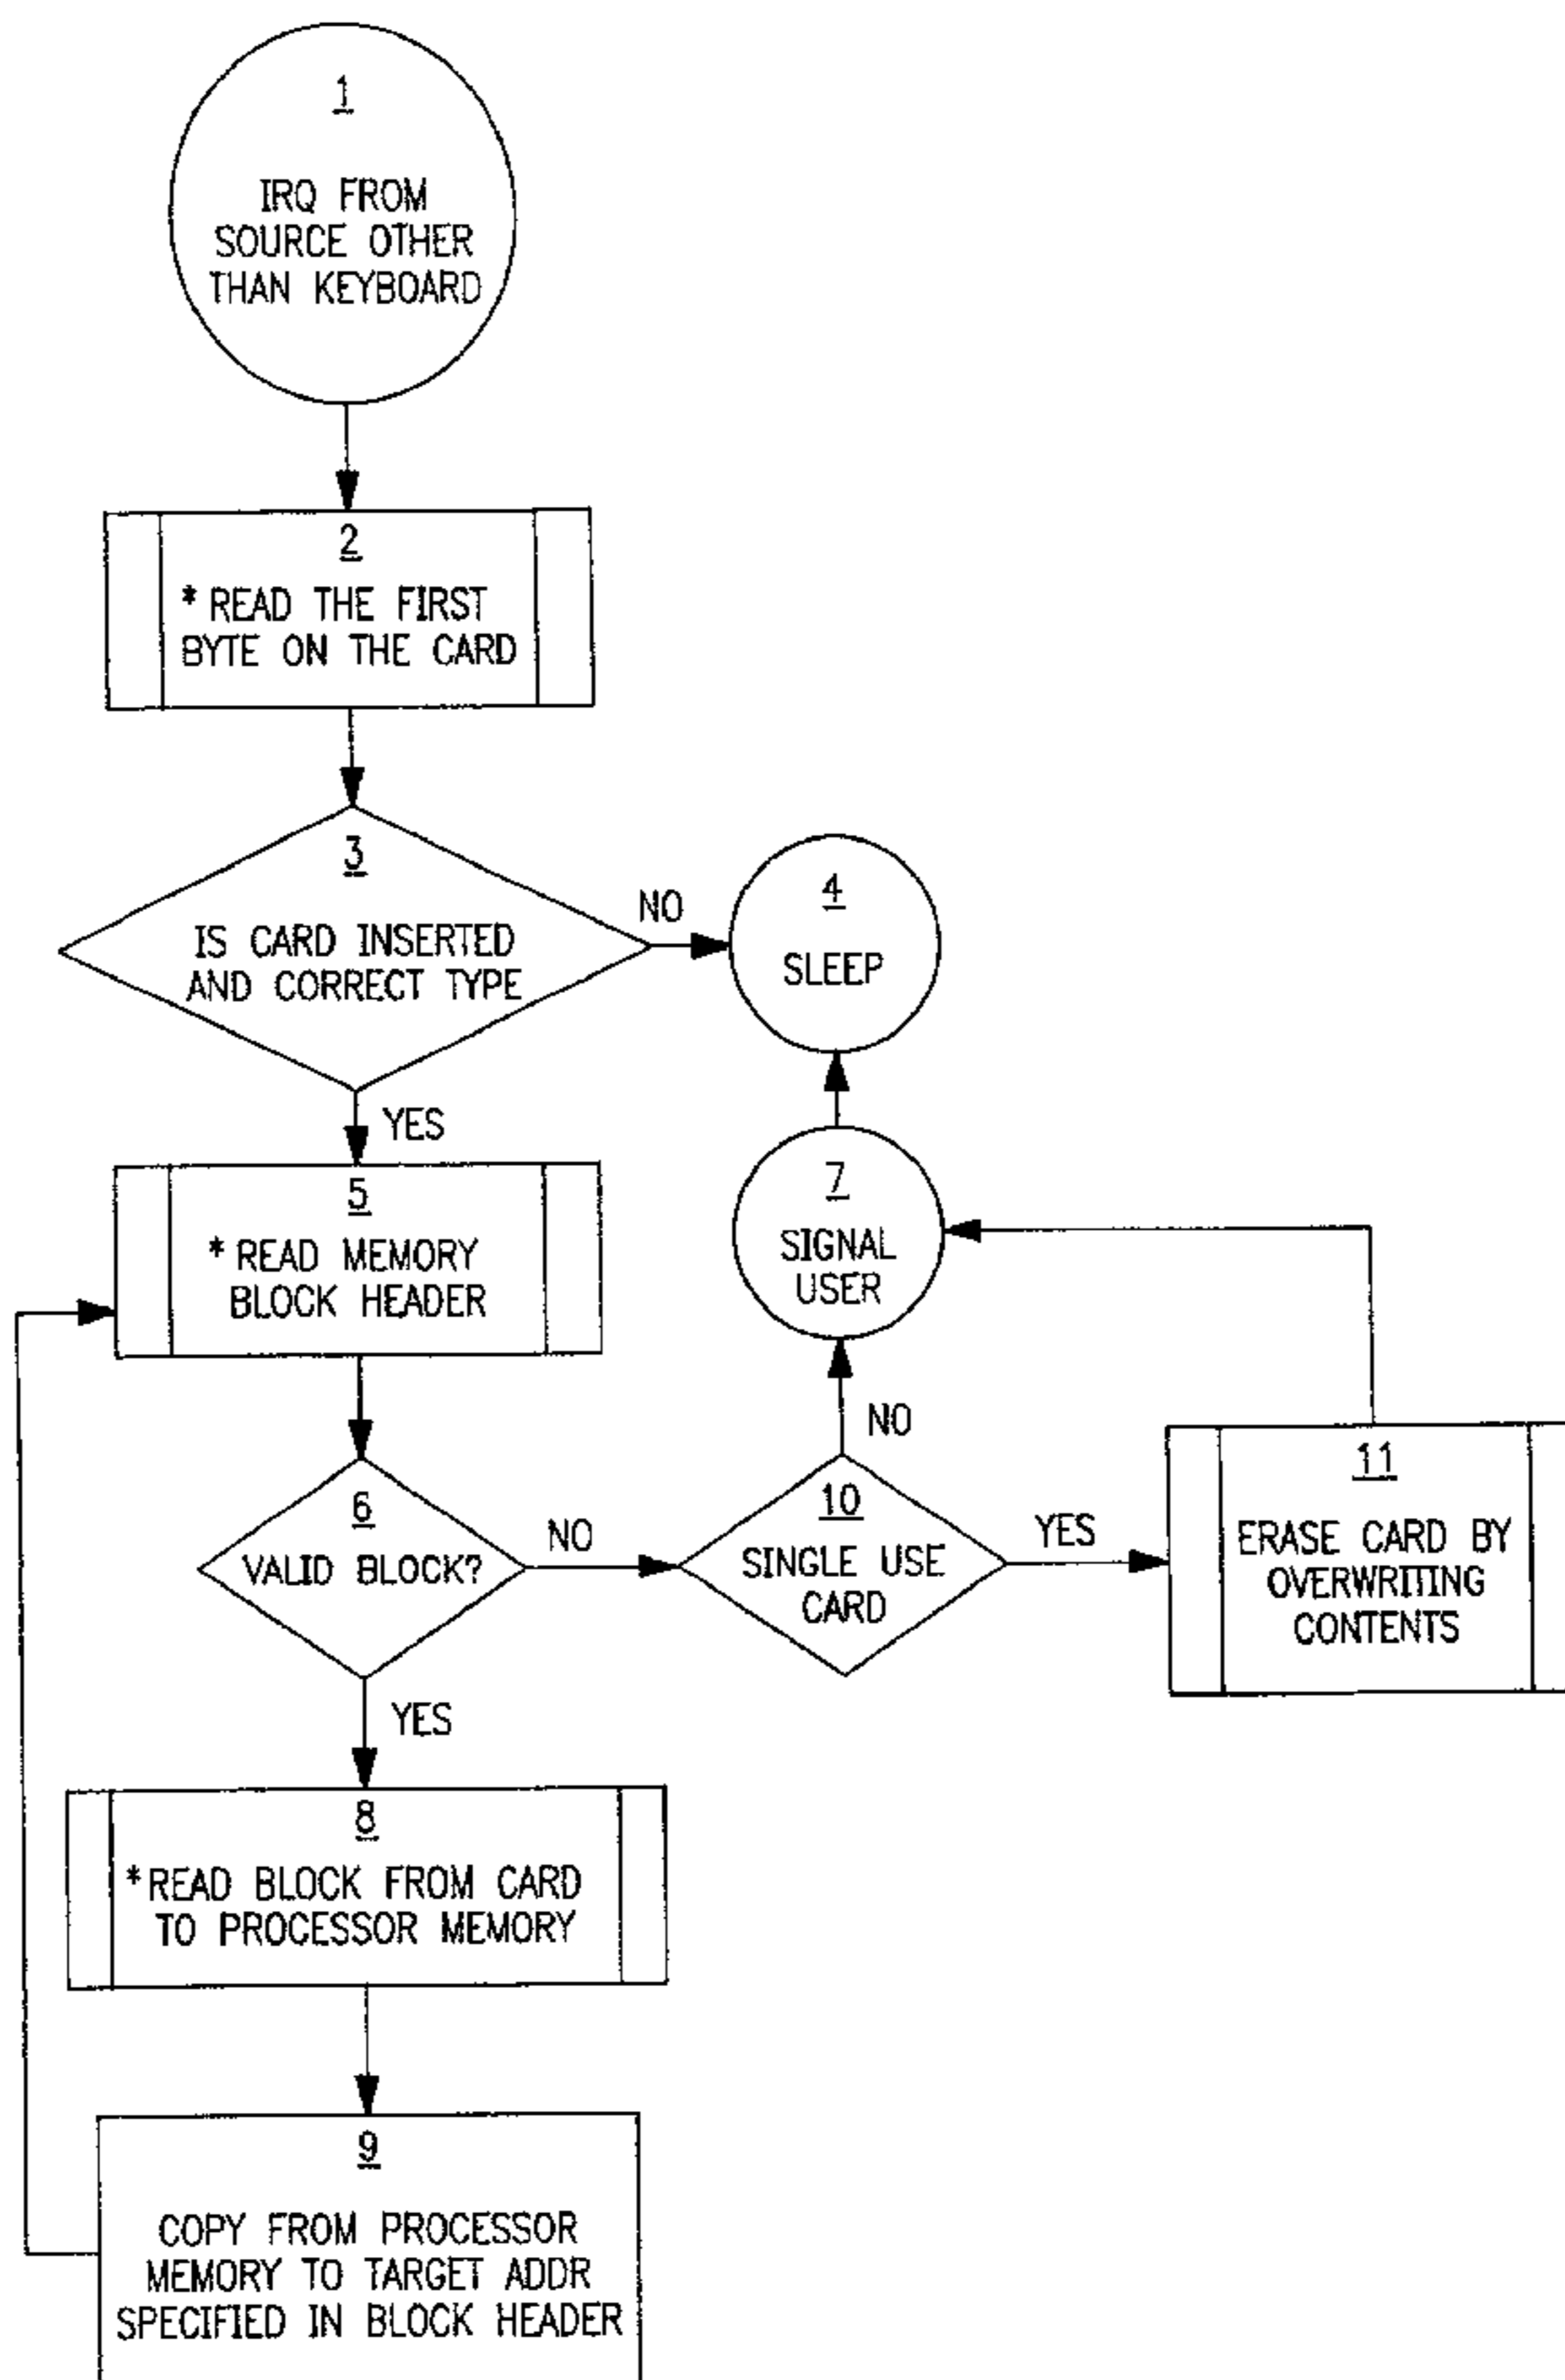 1
IRQ FROM
SOURCE OTHER
THAN KEYBOARD
2
* READ THE FIRST
BYTE ON THE CARD
3
IS CARD INSERTED
AND CORRECT TYPE
NO
4
SLEEP
YES
5
* READ MEMORY
BLOCK HEADER
7
SIGNAL
USER
6
VALID BLOCK?
NO
10
SINGLE USE
CARD
NO
YES
11
ERASE CARD BY
OVERWRITING
CONTENTS
YES
8
* READ BLOCK FROM CARD
TO PROCESSOR MEMORY
9
COPY FROM PROCESSOR
MEMORY TO TARGET ADDR
SPECIFIED IN BLOCK HEADER